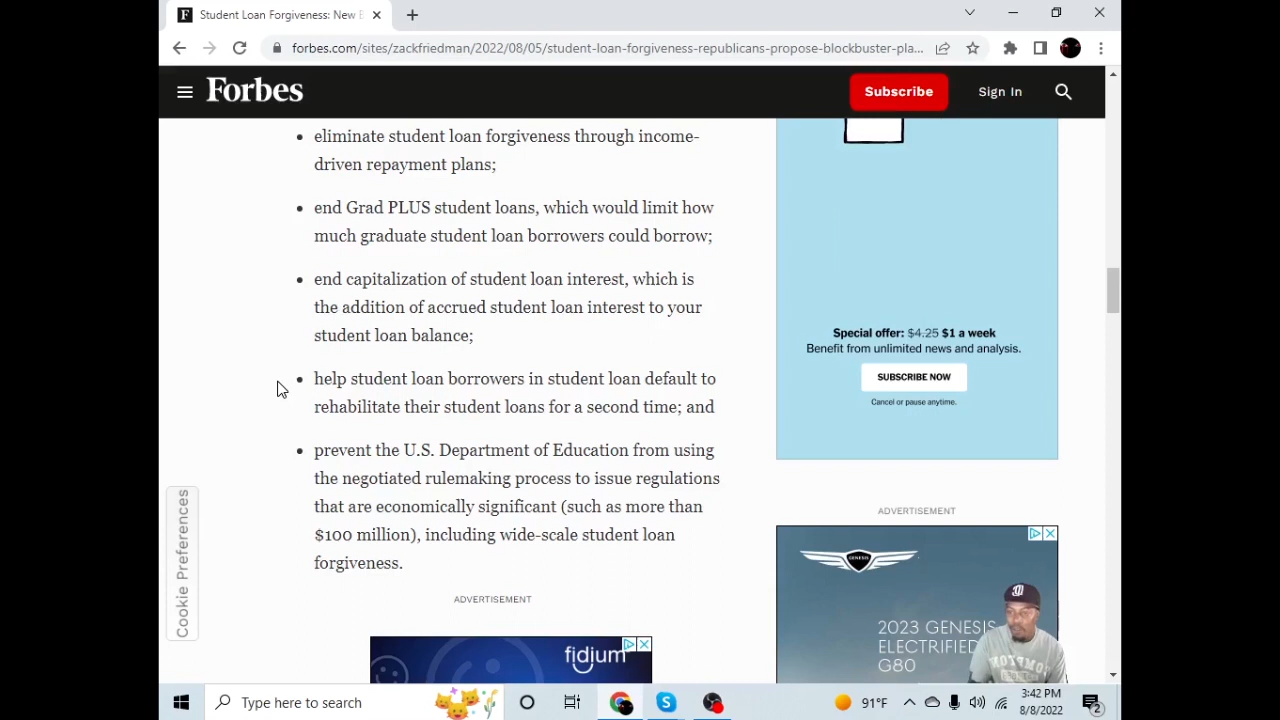 Student Loan Forgiveness: New
forbes.com/sites/zackfriedman/2022/08/05/student-loan-forgiveness-republicans-propose-blockbuster-pla...
Forbes
Subscribe
Sign In
eliminate student loan forgiveness through income-
driven repayment plans;
end Grad PLUS student loans, which would limit how
much graduate student loan borrowers could borrow;
end capitalization of student loan interest, which is
the addition of accrued student loan interest to your
student loan balance;
help student loan borrowers in student loan default to
rehabilitate their student loans for a second time; and
prevent the U.S. Department of Education from using
the negotiated rulemaking process to issue regulations
that are economically significant (such as more than
$100 million), including wide-scale student loan
forgiveness.
ADVERTISEMENT
fidium
Special offer: $4.25 $1 a week
Benefit from unlimited news and analysis.
SUBSCRIBE NOW
Cancel or pause anytime.
ADVERTISEMENT
GENESIS
2023 GENESIS
ELECTRIFIED
G80
COMPTON
Cookie Preferences
Type here to search
91°F
3:42 PM
8/8/2022
2